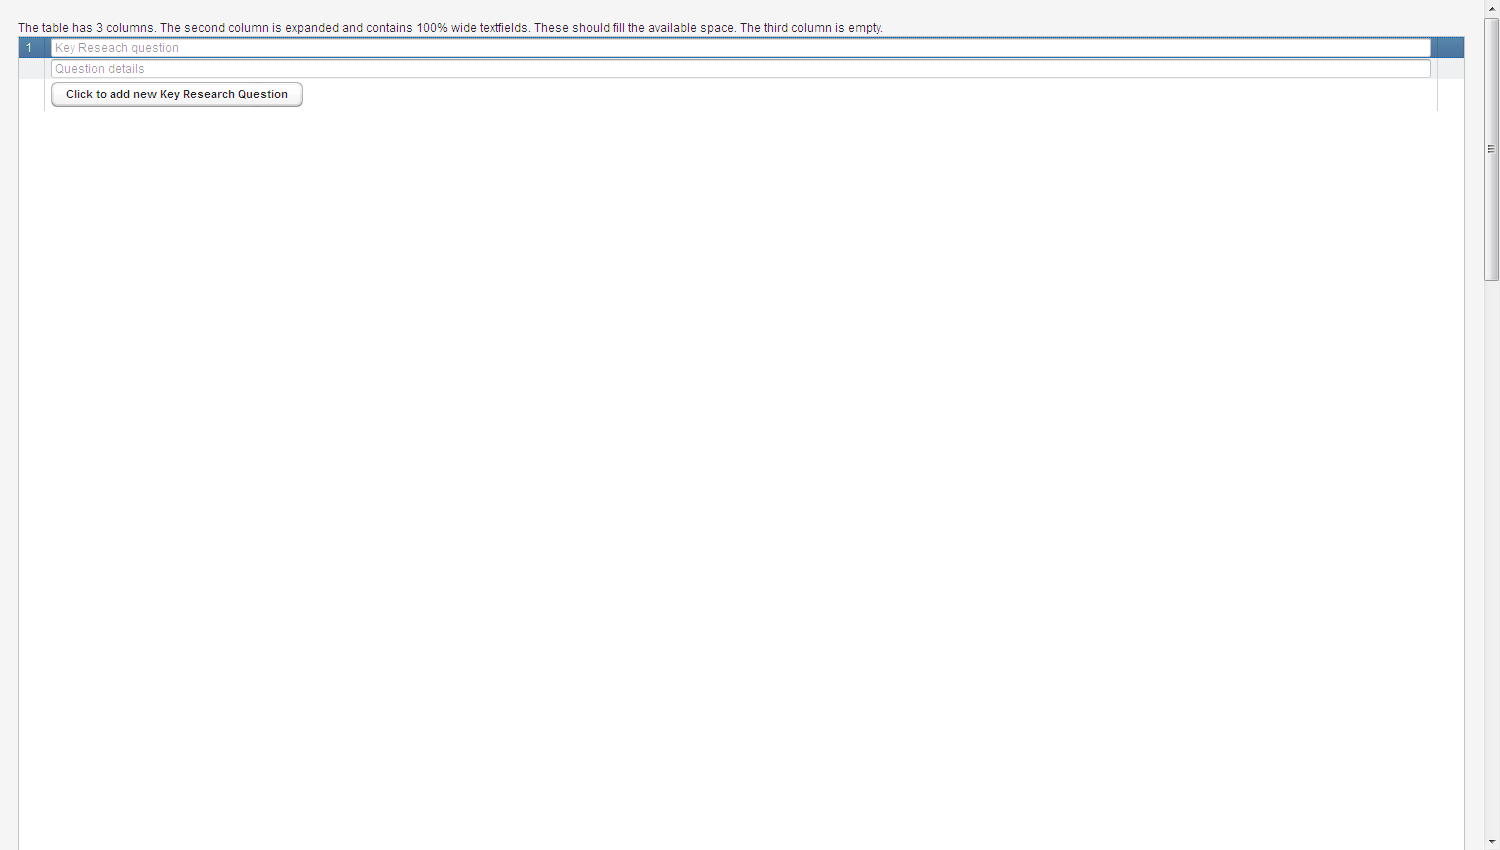 The table has 3 columns. The second column is expanded and contains 100% wide textfields. These should fill the available space. The third column is empty.
1 Key Reseach question
Question details
Click to add new Key Research Question